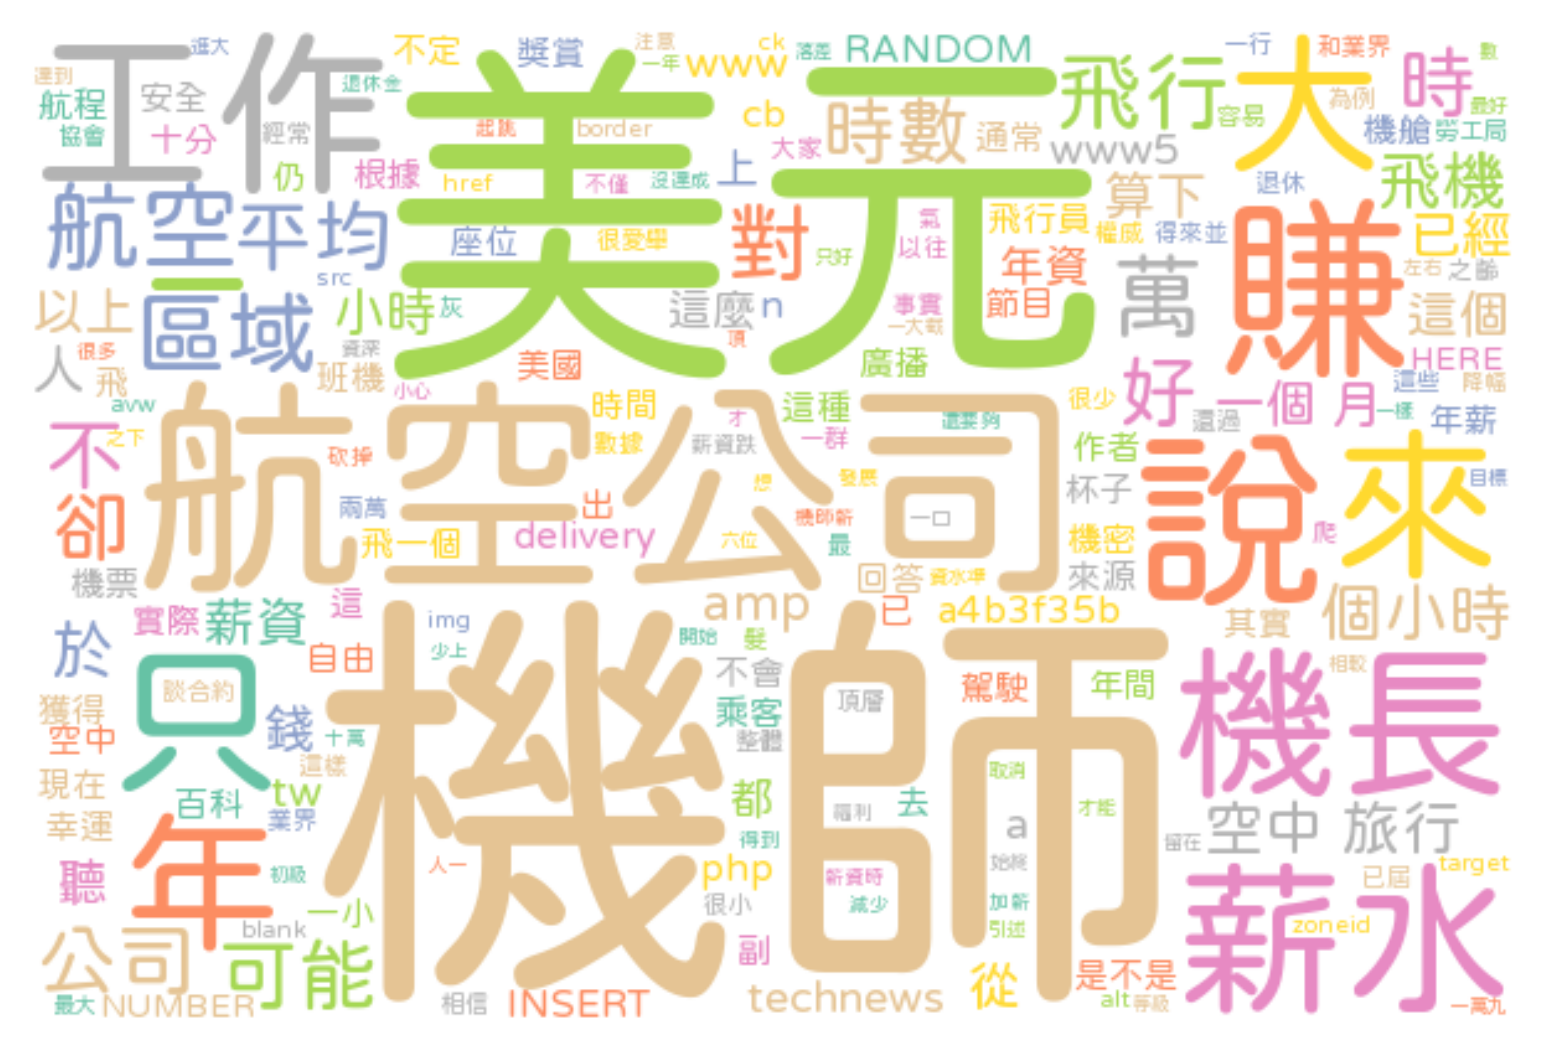 工作
進大
不定
獎賞
注意
一年
ck
www
落差
RANDOM
飛行
一行
大
和業界
時
數
達到
航程
協會
安全
十分
退休金
經常
仍
根據
美元
起跳
border
href
不僅
沒達成
上
cb
大家
時數
通常
www5
容易
為例
最好
機艙
勞工局
飛機
航空
平均
座位
很愛舉
對
只好
氣
以往
飛行員
年資
權威
算下
得來並
退休
賺
已經
左右
之齡
一
區域
src
小時
灰
以上
這麼
n
事實
一大截
節目
萬
這個
人
很多
飛
資深
班機
美國
頂
廣播
好
HERE
這些
降幅
avw
小心
時間
才
這種
很少
一個 月
一樣
年薪
還過
不
之下
航空公司
砍掉
數據
薪資跌
一群
還要夠
作者
說
來
目標
卻
兩萬
飛一個
出
delivery
想
發展
六位
機師薪
最
一口
杯子
機密
爬
機票
回答
資水準
來源
實際
薪資
這
img
amp
已
a4b3f35b
其實
個小時
於
自由
少上
開始
髮
機師
不會
駕駛
年間
相較
只
談合約
獲得
空中
錢
十萬
這樣
乘客
整體
頂層
機長
現在
幸運
百科
tw
業界
都
得到
福利
去
取消
才能
a
留在
空中
旅行
年
聽
初級
人一
php
很小
薪資時
減少
始除
加薪
引述
已屆
target
薪水
zoneid
一小
blank
公司
可能
副
從
是不是
最大
NUMBER
相信
INSERT
technews
alt
等級
一萬九